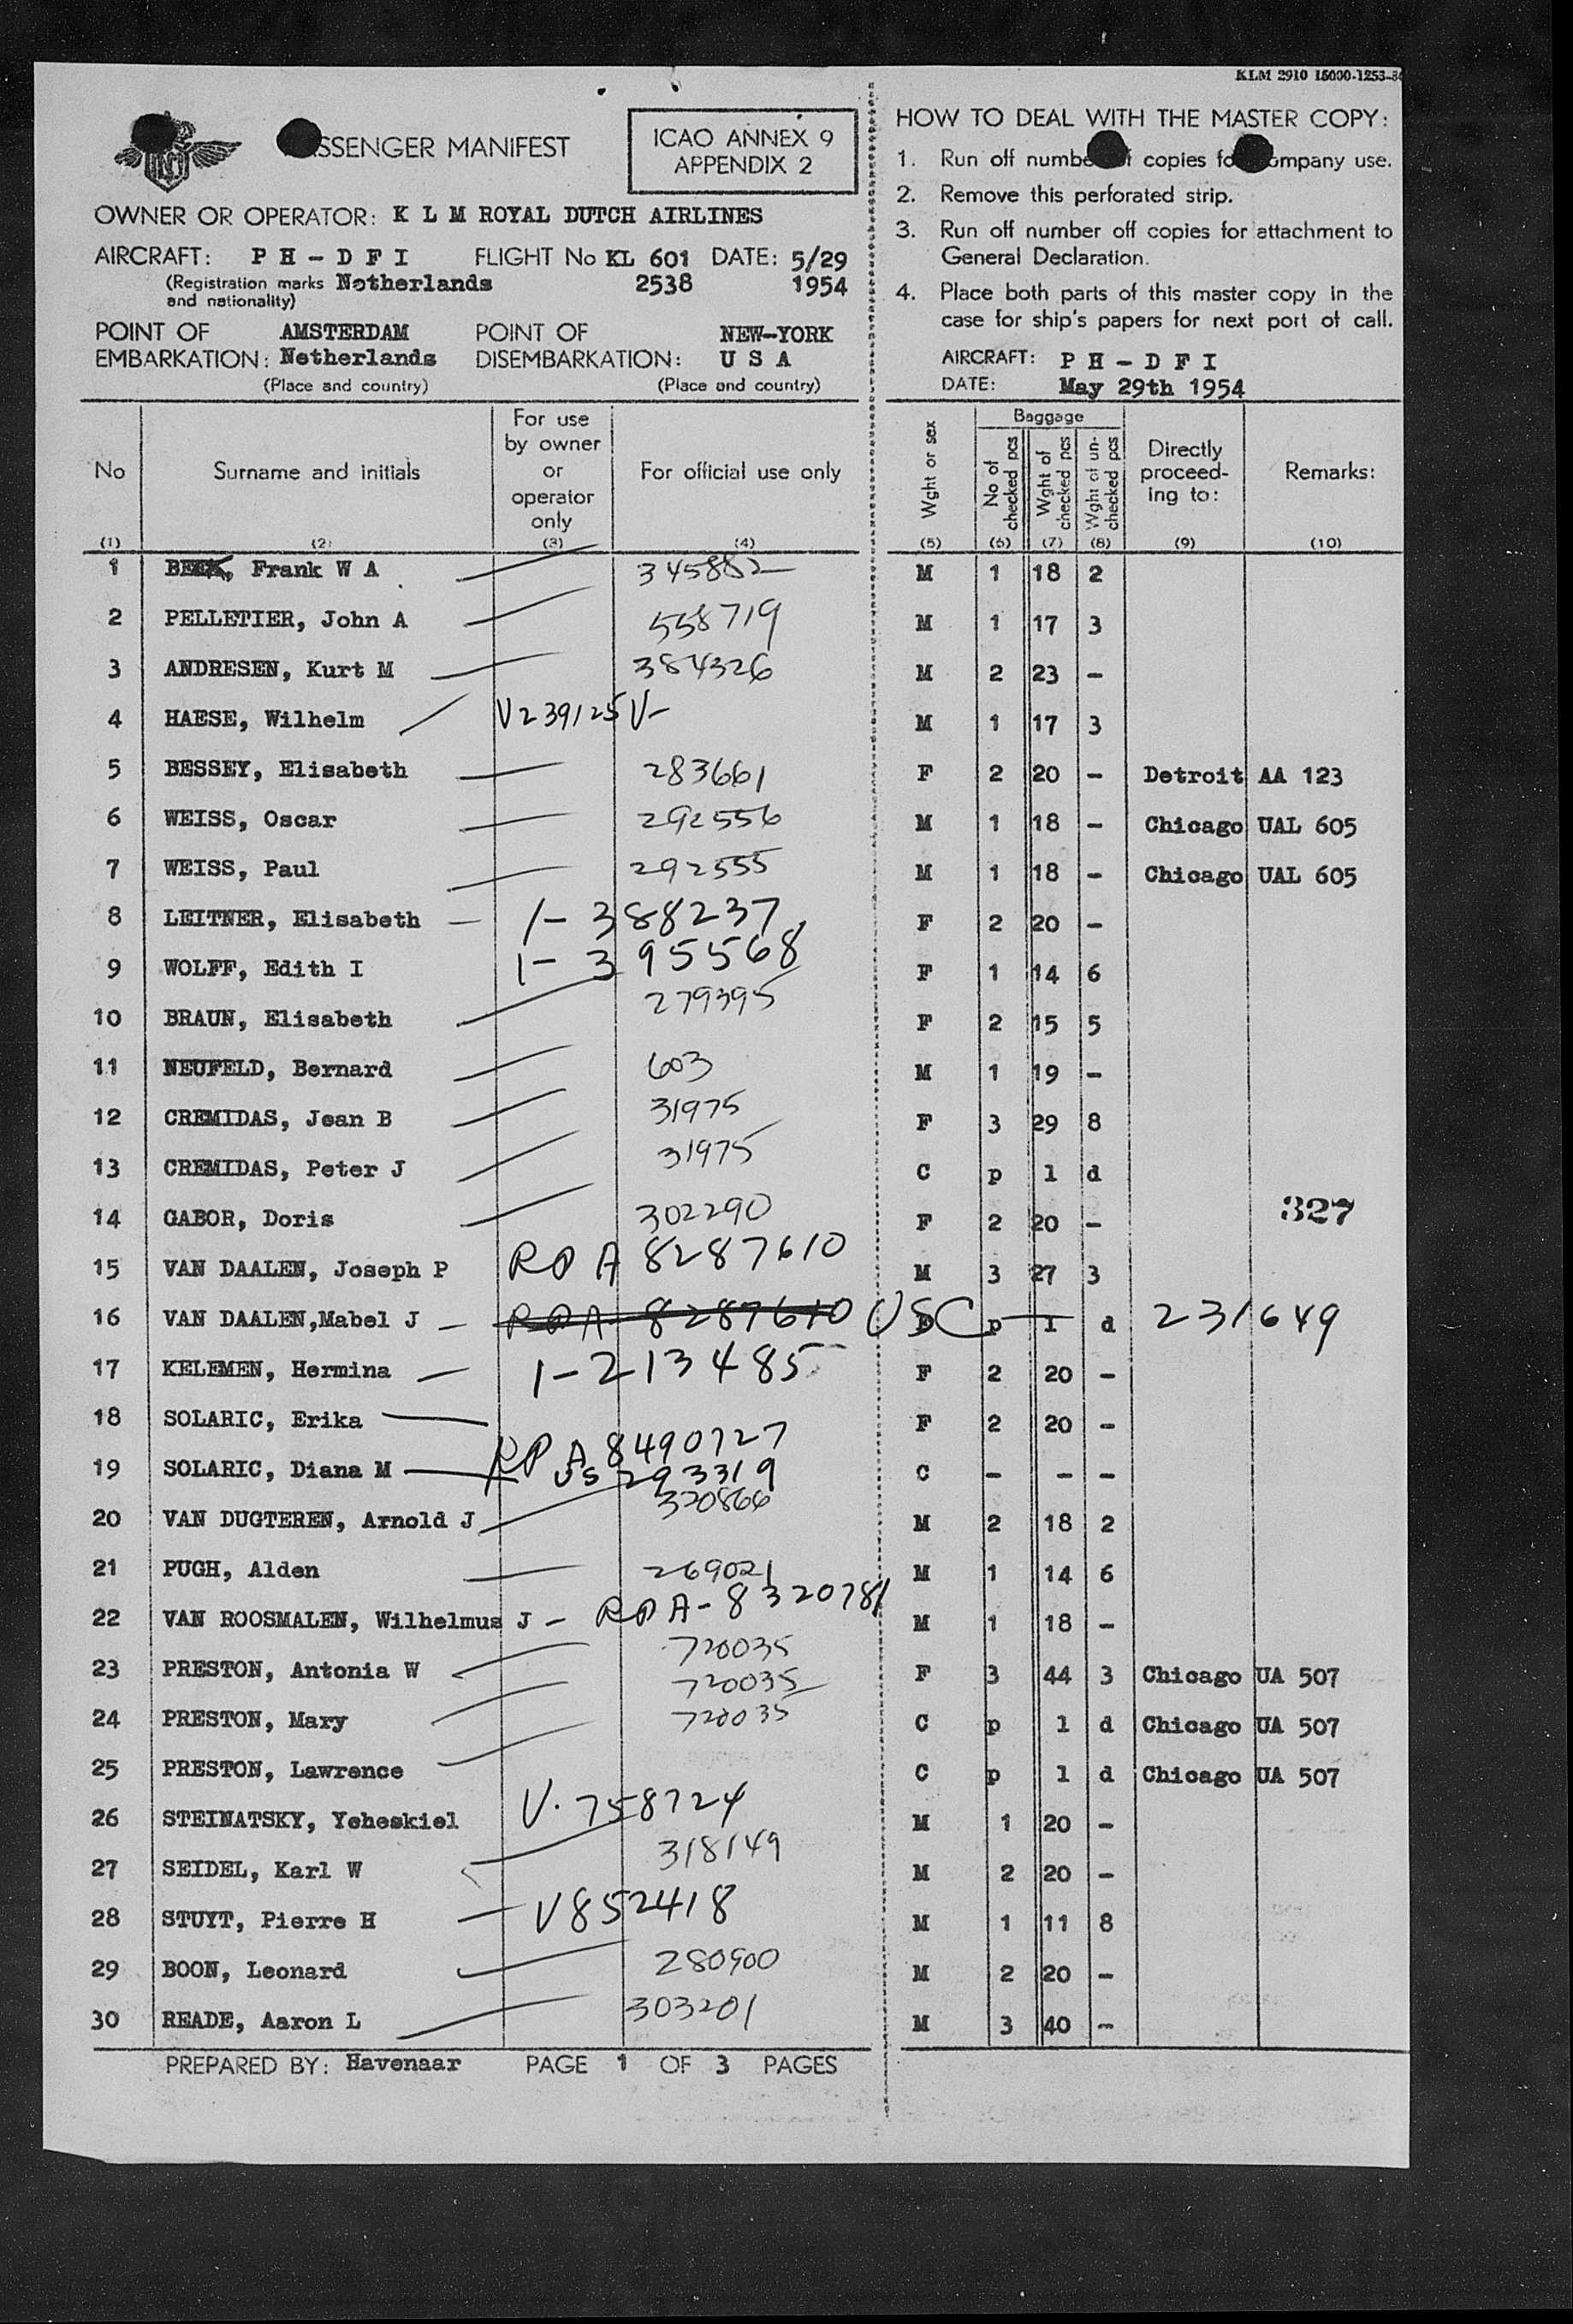 KLM 2910 15000-1253-
SSENGER MANIFEST
ICAO ANNEX 9
APPENDIX 2
OWNER OR OPERATOR: K L M ROYAL DUTCH AIRLINES
AIRCRAFT: P H - D F I FLIGHT No KL 601 DATE: 5/29
(Registration marks Netherlands 2538 1954
and nationality)
POINT OF AMSTERDAM POINT OF NEW-YORK
EMBARKATION: Netherlands DISEMBARKATION: U S A
(Place and country) (Place and country)
HOW TO DEAL WITH THE MASTER COPY:
1. Run off numbe copies fo ompany use.
2. Remove this perforated strip.
3. Run off number off copies for attachment to
General Declaration.
4. Place both parts of this master copy in the
case for ship's papers for next port of call.
AIRCRAFT: P H - D F I
DATE: May 29th 1954
No Surname and initials For use by owner or operator only For official use only Wght or sex Baggage No of checked pcs Wght of checked pcs Wght of un-checked pcs Directly proceed-ing to: Remarks:
(1) (2) (3) (4) (5) (6) (7) (8) (9) (10)
1 Frank W A 345882 M 1 18 2
2 PELLETIER, John A 558719 M 1 17 3
3 ANDRESEN, Kurt M 384326 M 2 23 -
4 HAESE, Wilhelm V239125 V- M 1 17 3
5 BESSEY, Elisabeth 283661 F 2 20 - Detroit AA 123
6 WEISS, Oscar 292556 M 1 18 - Chicago UAL 605
7 WEISS, Paul 292555 M 1 18 - Chicago UAL 605
8 LEITNER, Elisabeth 1-388237 F 2 20 -
9 WOLFF, Edith I 1-395568 F 1 14 6
10 BRAUN, Elisabeth 279395 F 2 15 5
11 NEUFELD, Bernard 603 M 1 19 -
12 CREMIDAS, Jean B 31975 F 3 29 8
13 CREMIDAS, Peter J 31975 C p l d
14 GABOR, Doris 302290 F 2 20 - 327
15 VAN DAALEN, Joseph P RPA 8287610 M 3 27 3
16 VAN DAALEN,Mabel J RPA-8287610 USC p l d 231649
17 KELEMEN, Hermina 1-213485 F 2 20 -
18 SOLARIC, Erika RPA 8490727 F 2 20 -
19 SOLARIC, Diana M US 293319 C - - -
20 VAN DUGTEREN, Arnold J 320866 M 2 18 2
21 PUGH, Alden 269021 M 1 14 6
22 VAN ROOSMALEN, Wilhelmus J - RPA-8320781 M 1 18 -
23 PRESTON, Antonia W 720035 F 3 44 3 Chicago UA 507
24 PRESTON, Mary 720035 C p l d Chicago UA 507
25 PRESTON, Lawrence 720035 C p l d Chicago UA 507
26 STEINATSKY, Yeheskiel V.758724 M 1 20 -
27 SEIDEL, Karl W 318149 M 2 20 -
28 STUYT, Pierre H V852418 M 1 11 8
29 BOON, Leonard 280900 M 2 20 -
30 READE, Aaron L 303201 M 3 40 -
PREPARED BY: Havenaar PAGE 1 OF 3 PAGES